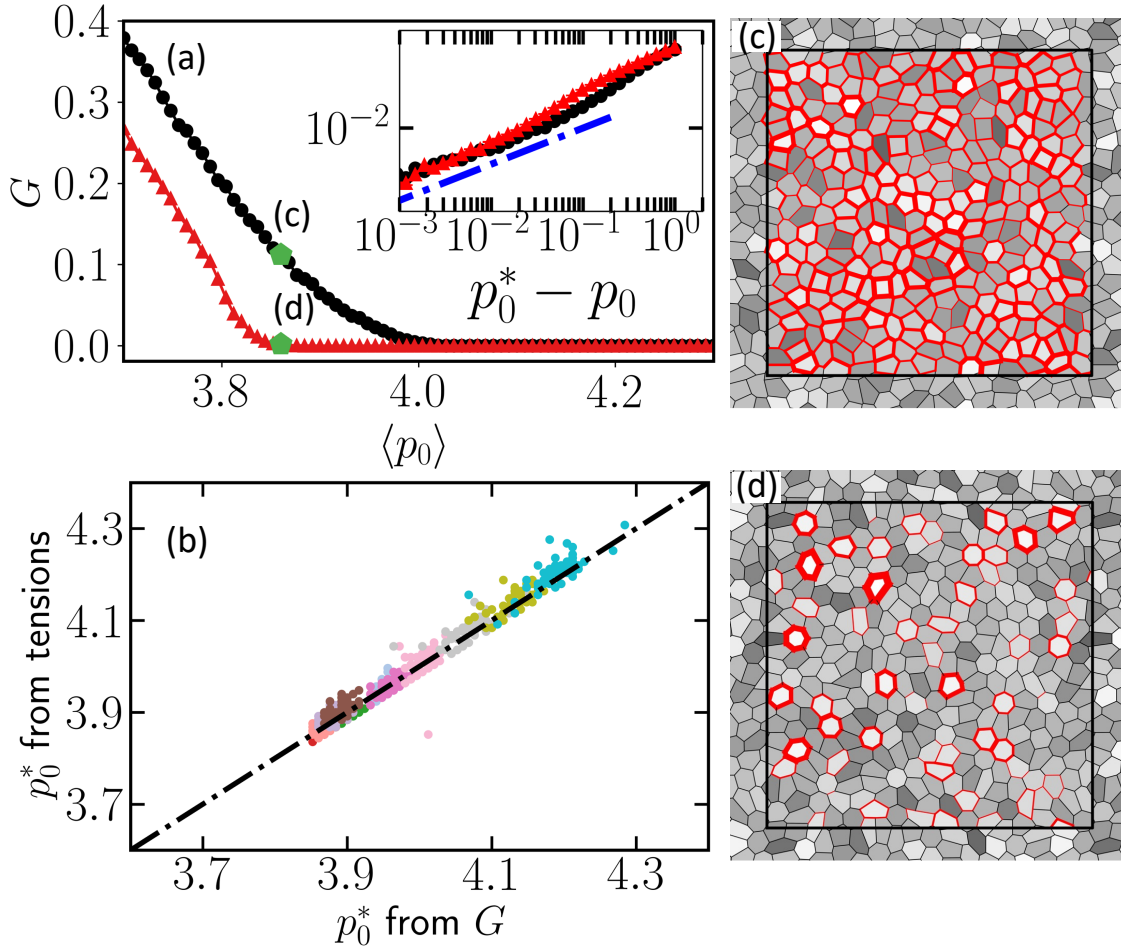 0.4
0.3
0.2
0.1
0.0
G
(a)
(c)
(d)
3.8
4.0
4.2
⟨p₀⟩
10⁻²
10⁻³
10⁻²
10⁻¹
10⁰
p₀* − p₀
(c)
(b)
4.3
4.1
3.9
3.7
p₀* from tensions
3.7
3.9
4.1
4.3
p₀* from G
(d)